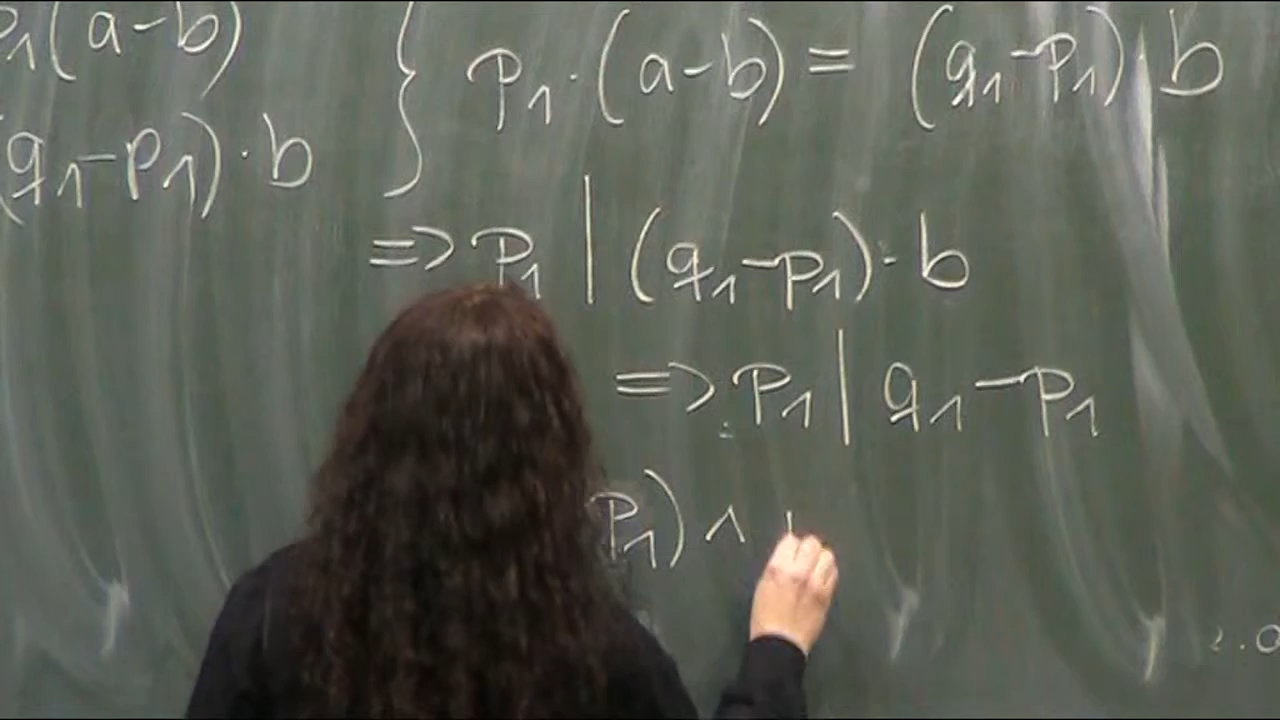 P₁(a-b)
(q₁-p₁)·b
} p₁·(a-b) = (q₁-p₁)·b
=> p₁ | (q₁-p₁)·b
=> p₁ | q₁-p₁
p₁) ∧